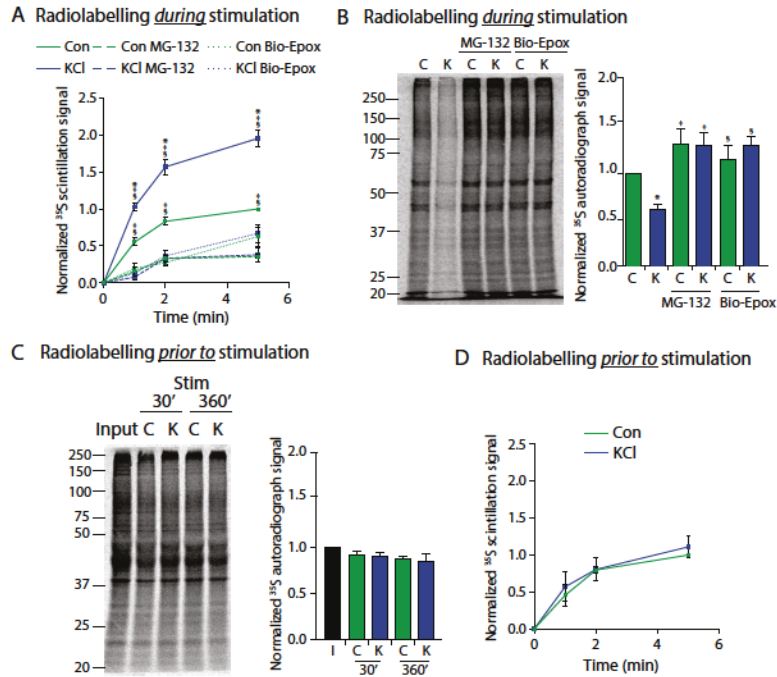 A Radiolabelling during stimulation
Con Con MG-132 Con Bio-Epox
KCl KCl MG-132 KCl Bio-Epox
Normalized ³⁵S scintillation signal
2.5
2.0
1.5
1.0
0.5
0.0
* ‡ §
* ‡ §
* ‡ §
‡ §
‡ §
‡ §
0 2 4 6
Time (min)
B Radiolabelling during stimulation
MG-132 Bio-Epox
C K C K C K
250
150
100
75
50
37
25
20
Normalized ³⁵S autoradiograph signal
2.0
1.5
1.0
0.5
0.0
*
‡
‡
§
§
C K C K C K
MG-132 Bio-Epox
C Radiolabelling prior to stimulation
Stim
30' 360'
Input C K C K
250
150
100
75
50
37
25
20
Normalized ³⁵S autoradiograph signal
2.0
1.5
1.0
0.5
0.0
I C K C K
30' 360'
D Radiolabelling prior to stimulation
Con
KCl
Normalized ³⁵S scintillation signal
2.5
2.0
1.5
1.0
0.5
0.0
0 2 4 6
Time (min)